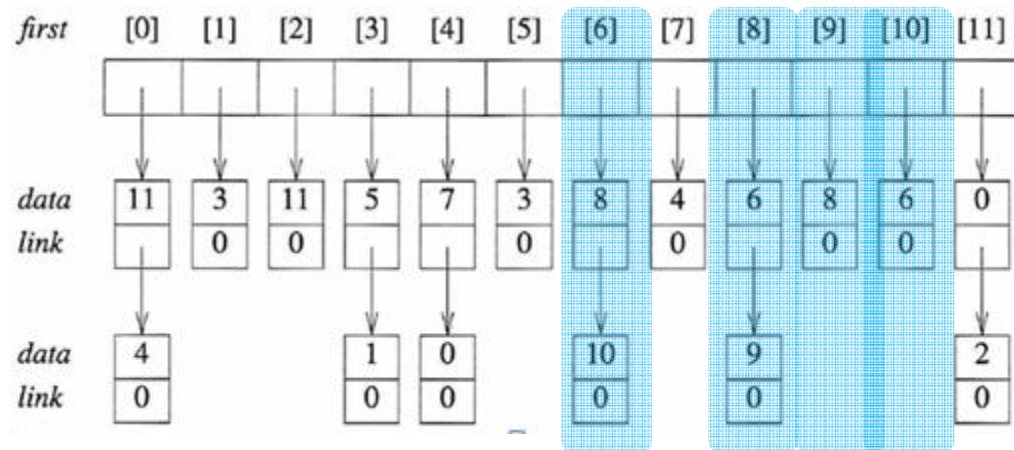 first [0] [1] [2] [3] [4] [5] [6] [7] [8] [9] [10] [11]
data 11 3 11 5 7 3 8 4 6 8 6 0
link 0 0 0 0 0 0
data 4 1 0 10 9 2
link 0 0 0 0 0 0